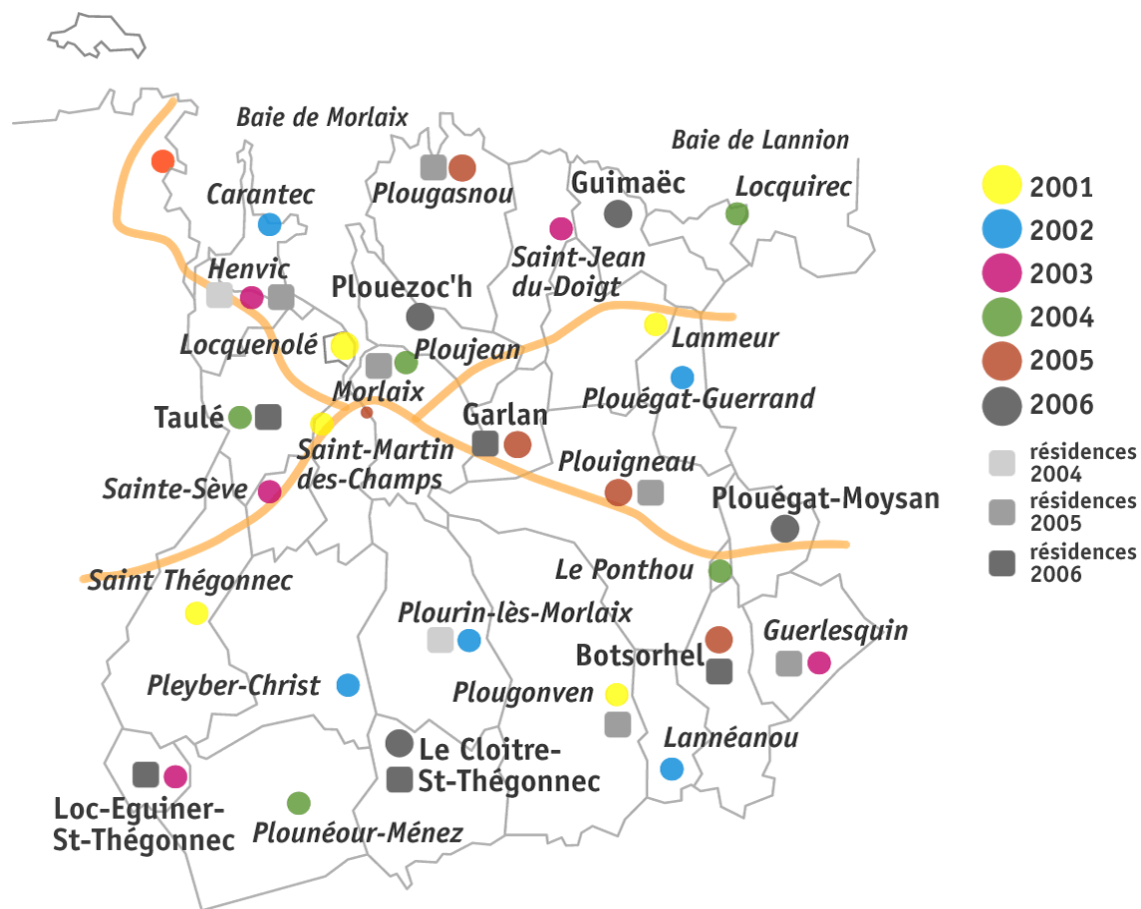 Baie de Morlaix
Baie de Lannion
Carantec
Plougasnou
Guimaëc
Locquirec
Saint-Jean
du-Doigt
Henvic
Plouezoc'h
Locquenolé
Ploujean
Lanmeur
Morlaix
Plouégat-Guerrand
Taulé
Garlan
Saint-Martin
des-Champs
Plouigneau
Sainte-Sève
Plouégat-Moysan
Saint Thégonnec
Le Ponthou
Plourin-lès-Morlaix
Guerlesquin
Botsorhel
Pleyber-Christ
Plougonven
Lannéanou
Le Cloitre-
St-Thégonnec
Loc-Eguiner-
St-Thégonnec
Plounéour-Ménez
2001
2002
2003
2004
2005
2006
résidences
2004
résidences
2005
résidences
2006